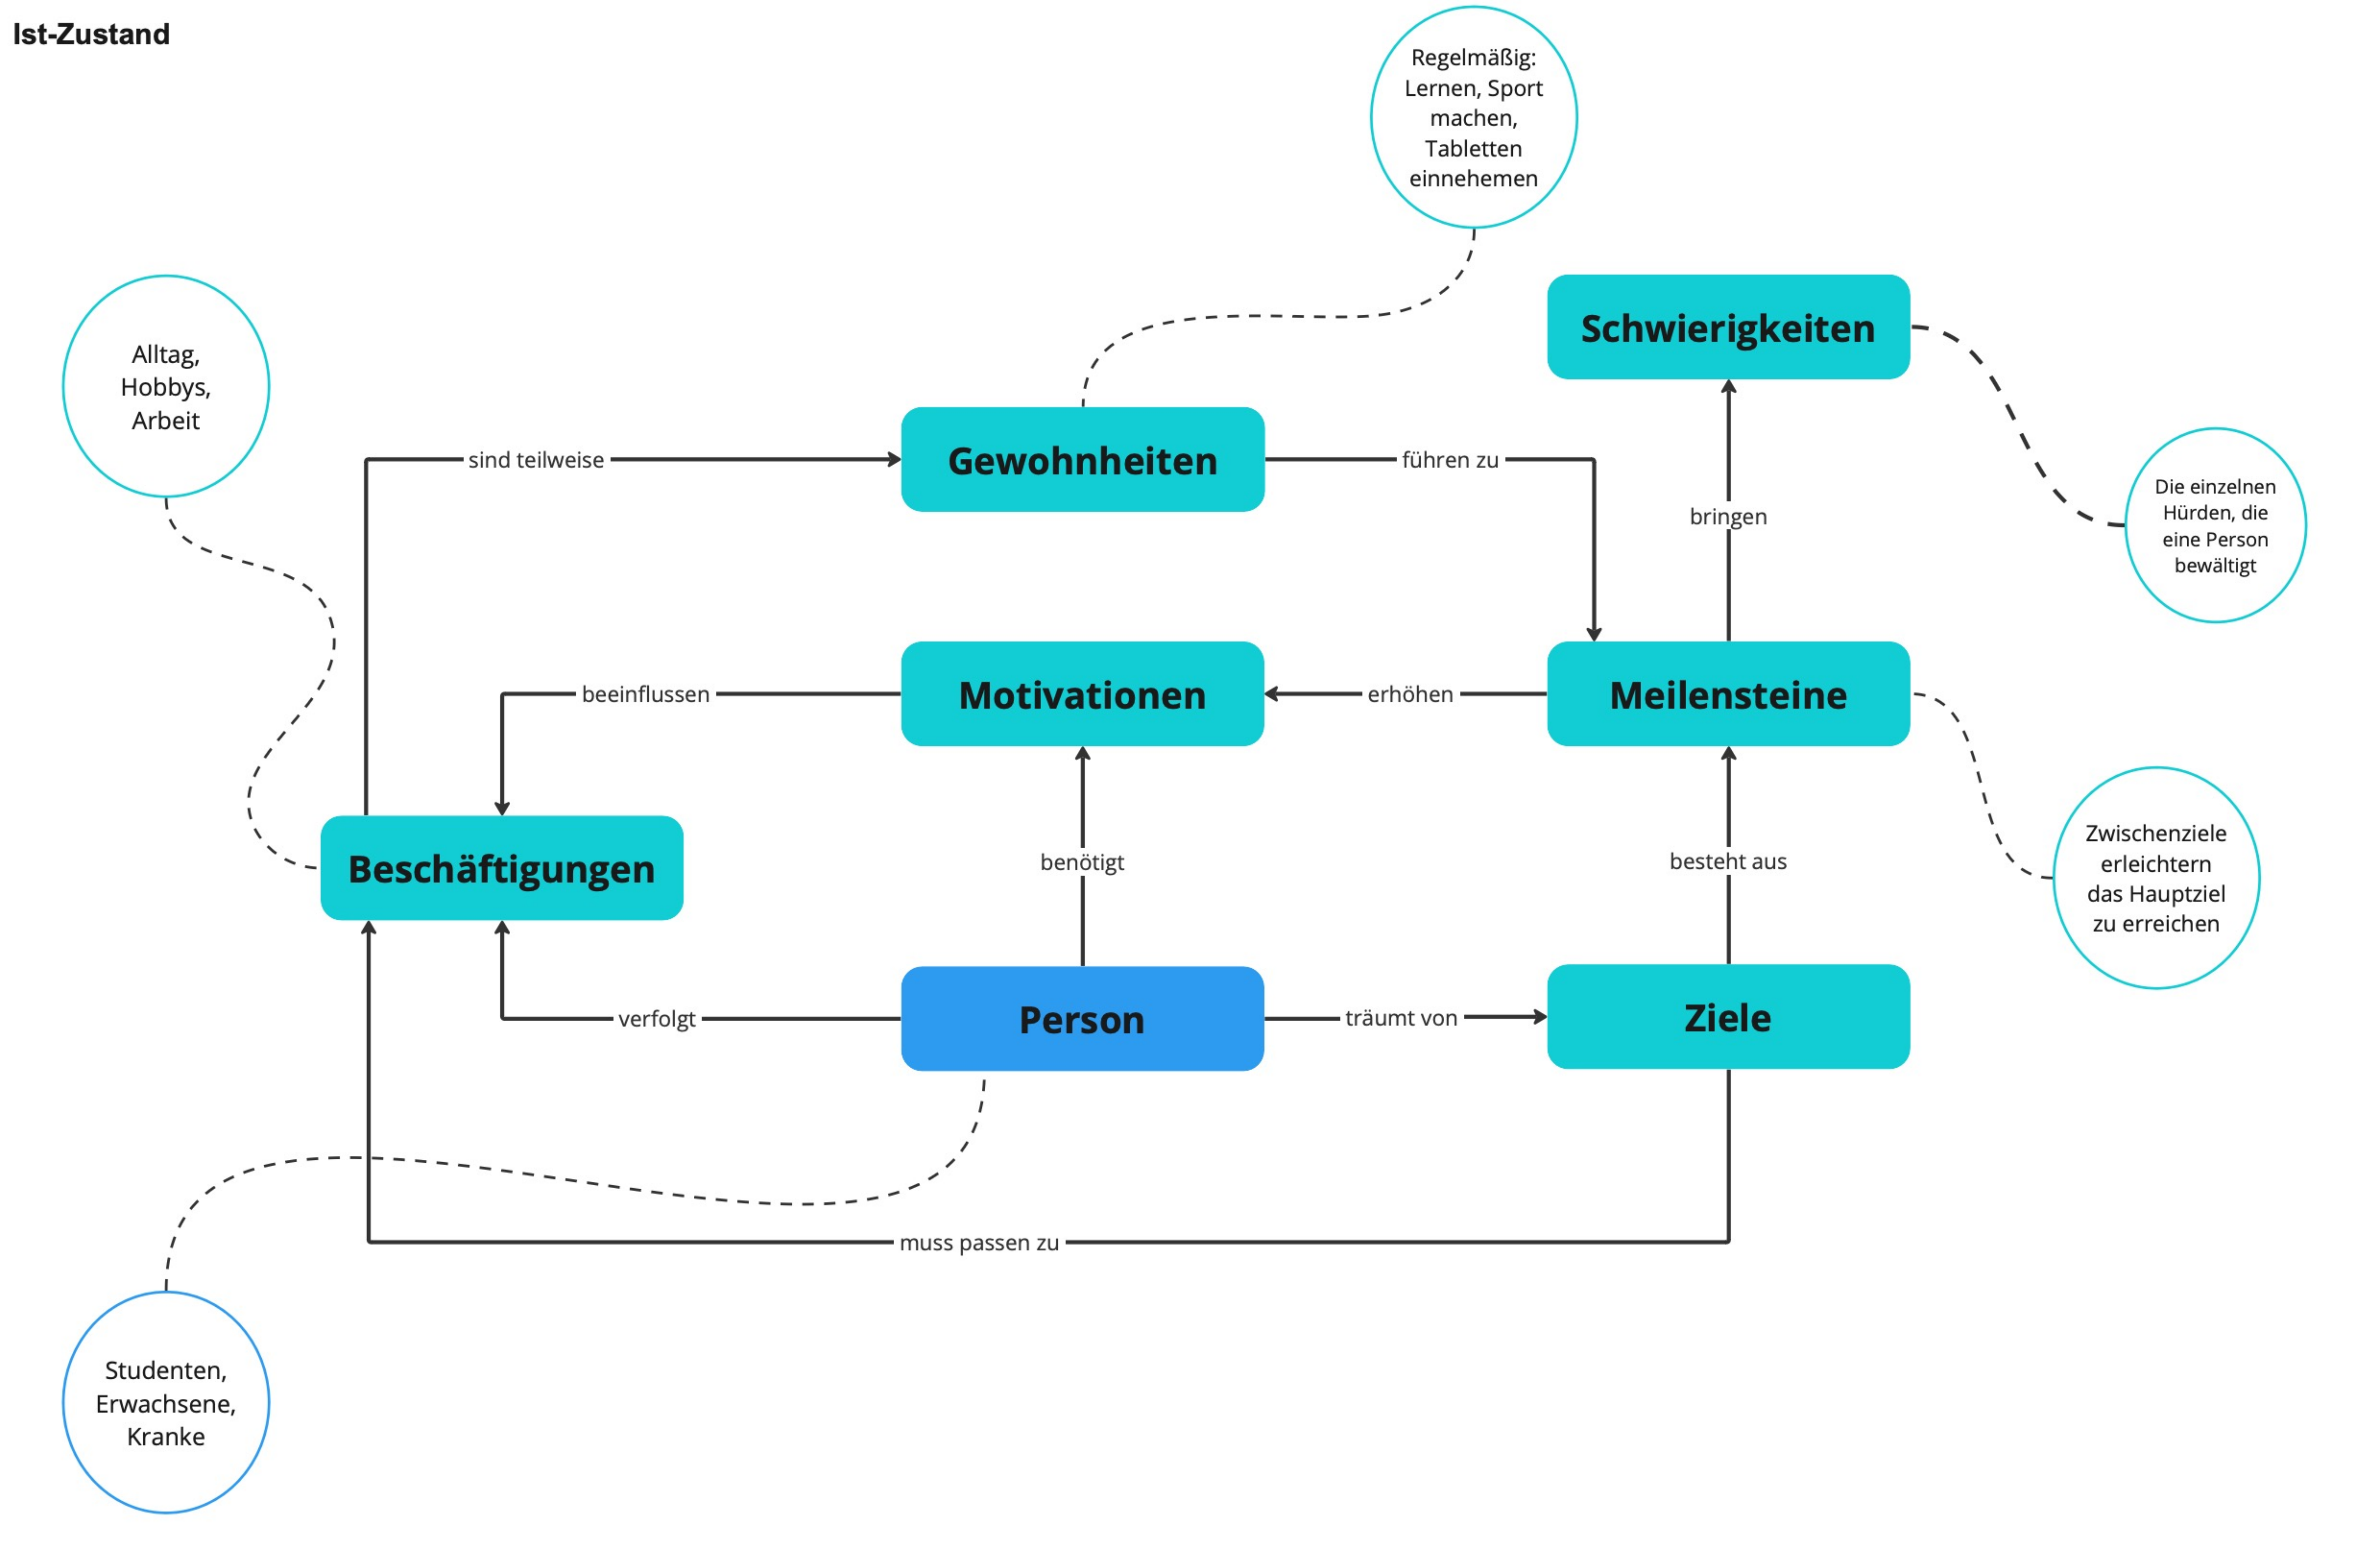 Ist-Zustand
Regelmäßig:
Lernen, Sport
machen,
Tabletten
einnehemen
Alltag,
Hobbys,
Arbeit
Schwierigkeiten
sind teilweise
Gewohnheiten
führen zu
bringen
Die einzelnen
Hürden, die
eine Person
bewältigt
beeinflussen
Motivationen
erhöhen
Meilensteine
Beschäftigungen
benötigt
besteht aus
Zwischenziele
erleichtern
das Hauptziel
zu erreichen
verfolgt
Person
träumt von
Ziele
muss passen zu
Studenten,
Erwachsene,
Kranke